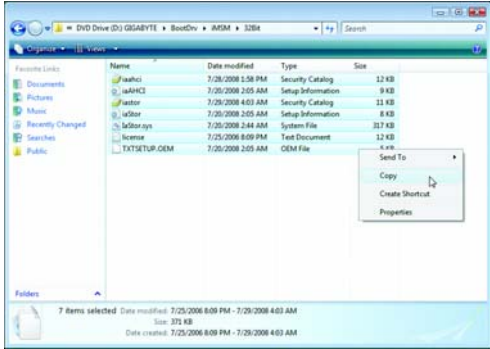 DVD Drive (D:) GIGABYTE ▸ BootDrv ▸ iMSM ▸ 32Bit
Search
Organize
Views
Favorite Links
Documents
Pictures
Music
Recently Changed
Searches
Public
Folders
Name Date modified Type Size
iaahci 7/28/2008 1:58 PM Security Catalog 12 KB
iaAHCI 7/20/2008 2:05 AM Setup Information 9 KB
iastor 7/29/2008 4:03 AM Security Catalog 11 KB
iaStor 7/20/2008 2:05 AM Setup Information 8 KB
IaStor.sys 7/20/2008 2:44 AM System File 317 KB
license 7/25/2006 8:09 PM Text Document 12 KB
TXTSETUP.OEM 7/20/2008 2:05 AM OEM File 5 KB
Send To
Copy
Create Shortcut
Properties
7 items selected Date modified: 7/25/2006 8:09 PM - 7/29/2008 4:03 AM
Size: 371 KB
Date created: 7/25/2006 8:09 PM - 7/29/2008 4:03 AM